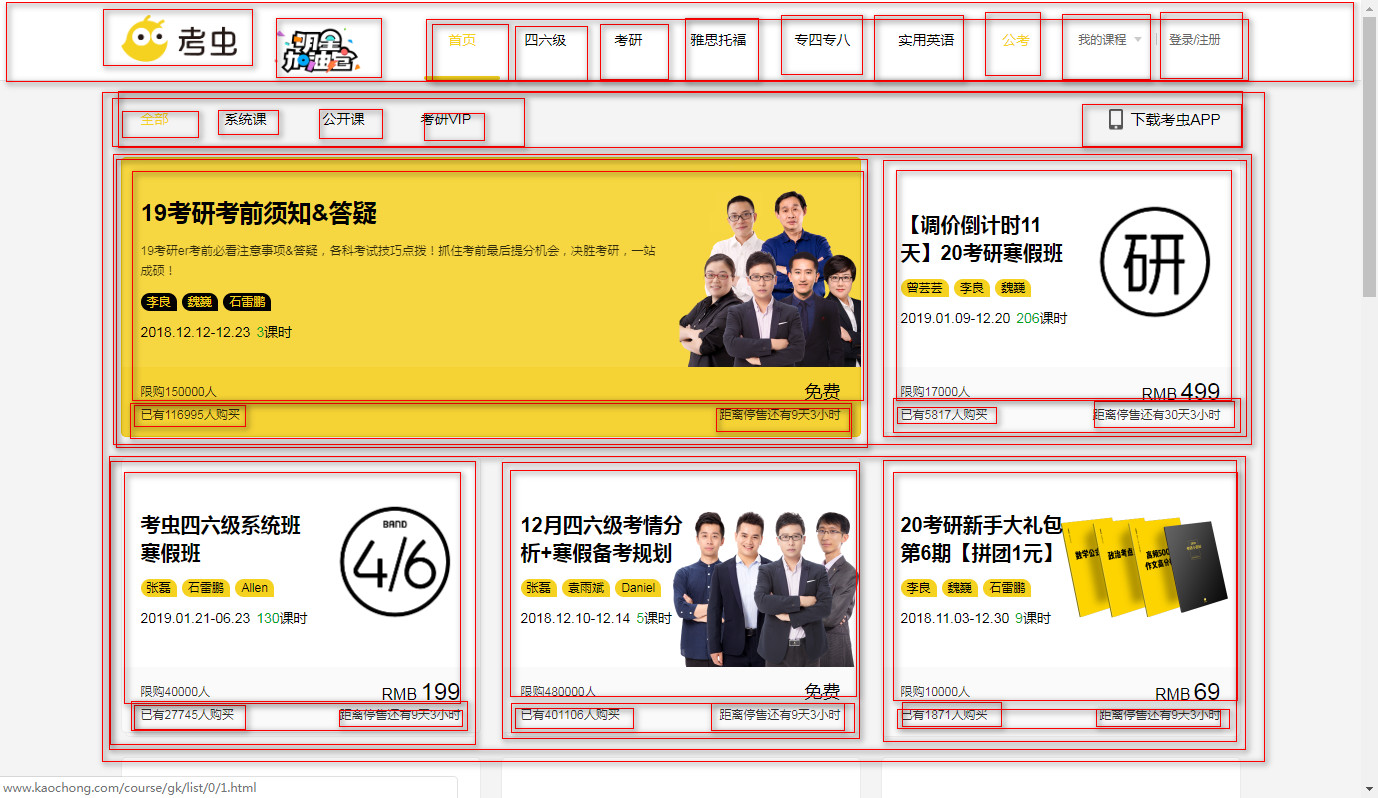 考虫
明星
加油营
首页 四六级 考研 雅思托福 专四专八 实用英语 公考 我的课程 登录/注册
全部 系统课 公开课 考研VIP 下载考虫APP
19考研考前须知&答疑
19考研er考前必看注意事项&答疑，各科考试技巧点拨！抓住考前最后提分机会，决胜考研，一站
成硕！
李良 魏巍 石雷鹏
2018.12.12-12.23 3课时
限购150000人 免费
已有116995人购买 距离停售还有9天3小时
【调价倒计时11
天】20考研寒假班
研
曾芸芸 李良 魏巍
2019.01.09-12.20 206课时
限购17000人 RMB 499
已有5817人购买 距离停售还有30天3小时
考虫四六级系统班
寒假班
BAND
4/6
张磊 石雷鹏 Allen
2019.01.21-06.23 130课时
限购40000人 RMB 199
已有27745人购买 距离停售还有9天3小时
12月四六级考情分
析+寒假备考规划
张磊 袁雨斌 Daniel
2018.12.10-12.14 5课时
限购480000人 免费
已有401106人购买 距离停售还有9天3小时
20考研新手大礼包
第6期【拼团1元】
数学公
政治考点
高频500
作文高分
李良 魏巍 石雷鹏
2018.11.03-12.30 9课时
限购10000人 RMB 69
已有1871人购买 距离停售还有9天3小时
www.kaochong.com/course/gk/list/0/1.html